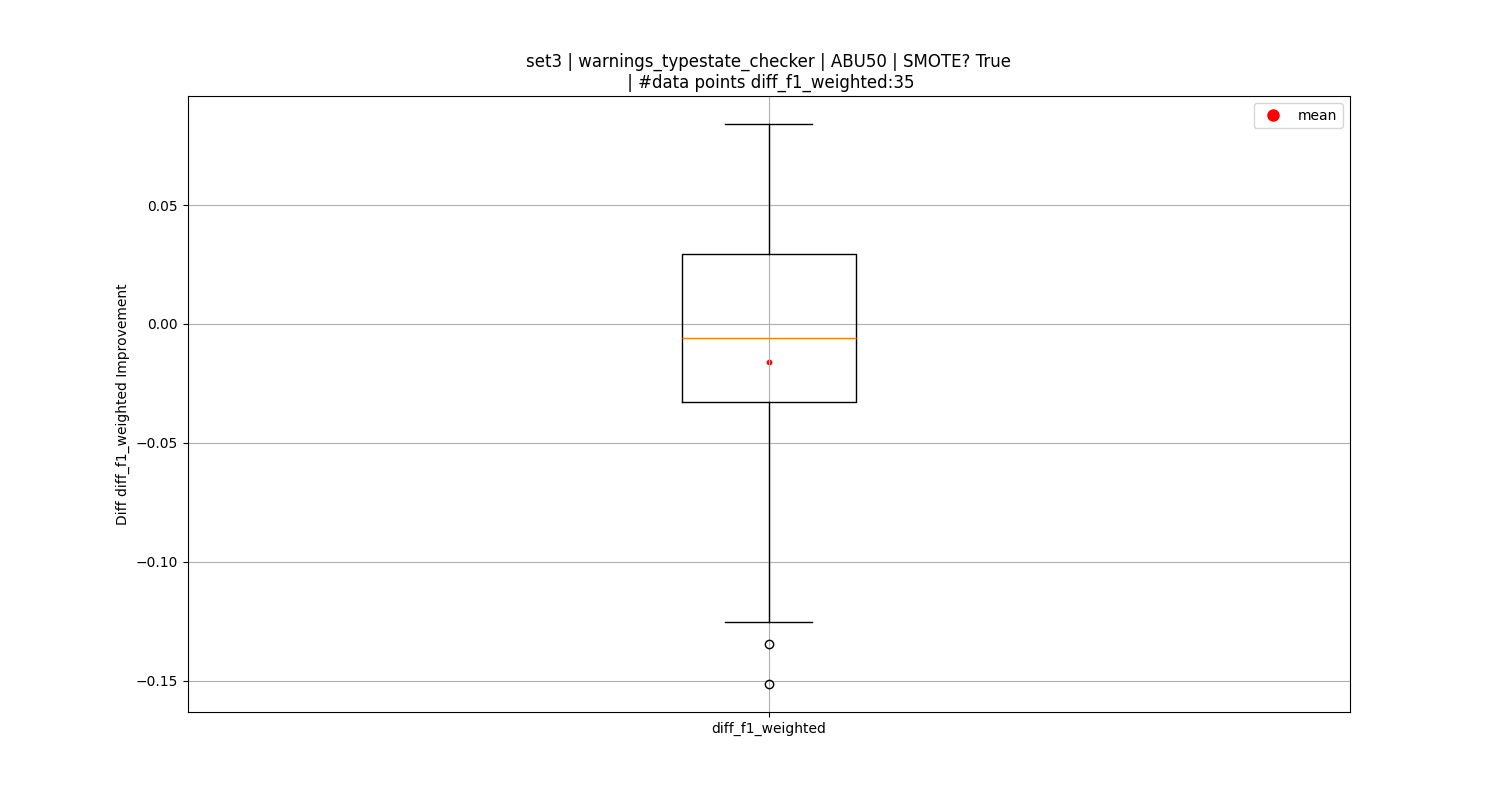 set3 | warnings_typestate_checker | ABU50 | SMOTE? True
| #data points diff_f1_weighted:35
mean
0.05
0.00
−0.05
−0.10
−0.15
Diff diff_f1_weighted Improvement
diff_f1_weighted